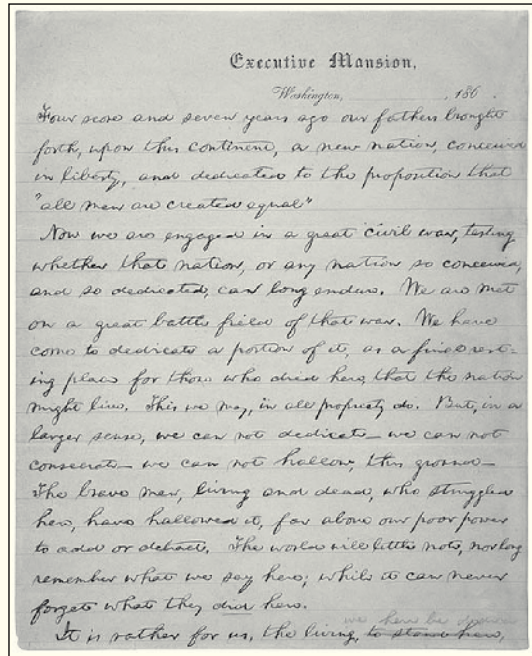 Executive Mansion,
Washington, , 186 .
Four score and seven years ago our fathers brought
forth, upon this continent, a new nation, conceived
in liberty, and dedicated to the proposition that
"all men are created equal"
Now we are engaged in a great civil war, testing
whether that nation, or any nation so conceived,
and so dedicated, can long endure. We are met
on a great battle field of that war. We have
come to dedicate a portion of it, as a final rest-
ing place for those who died here, that the nation
might live. This we may, in all propriety do. But, in a
larger sense, we can not dedicate — we can not
consecrate — we can not hallow, this ground —
The brave men, living and dead, who struggled
here, have hallowed it, far above our poor power
to add or detract. The world will little note, nor long
remember what we say here; while it can never
forget what they did here.
we here be dedica
It is rather for us, the living, to stand here,